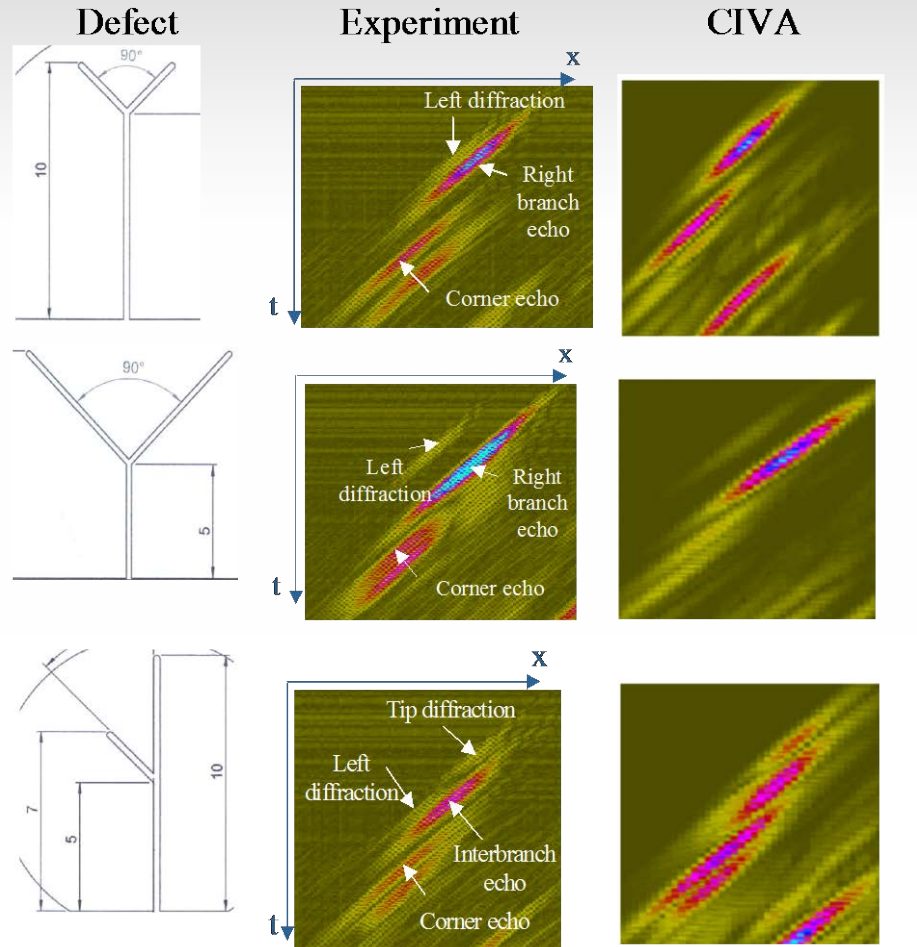 Defect
Experiment
CIVA
90°
10
x
t
Left diffraction
Right
branch
echo
Corner echo
90°
5
x
t
Left
diffraction
Right
branch
echo
Corner echo
7
5
10
x
t
Tip diffraction
Left
diffraction
Interbranch
echo
Corner echo